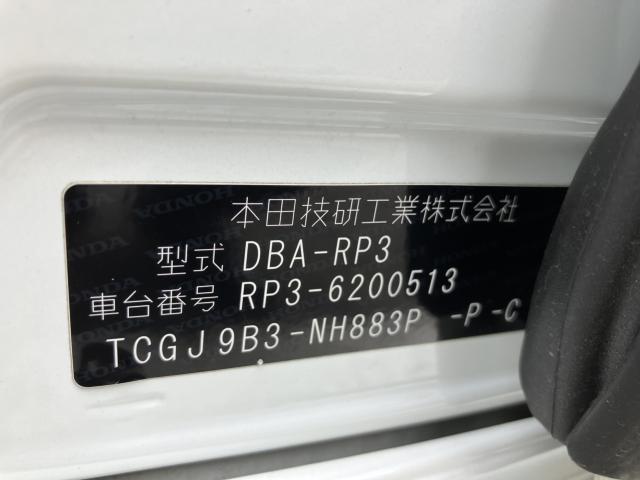 本田技研工業株式会社
型式 DBA-RP3
車台番号 RP3-6200513
TCGJ9B3-NH883P -P-C